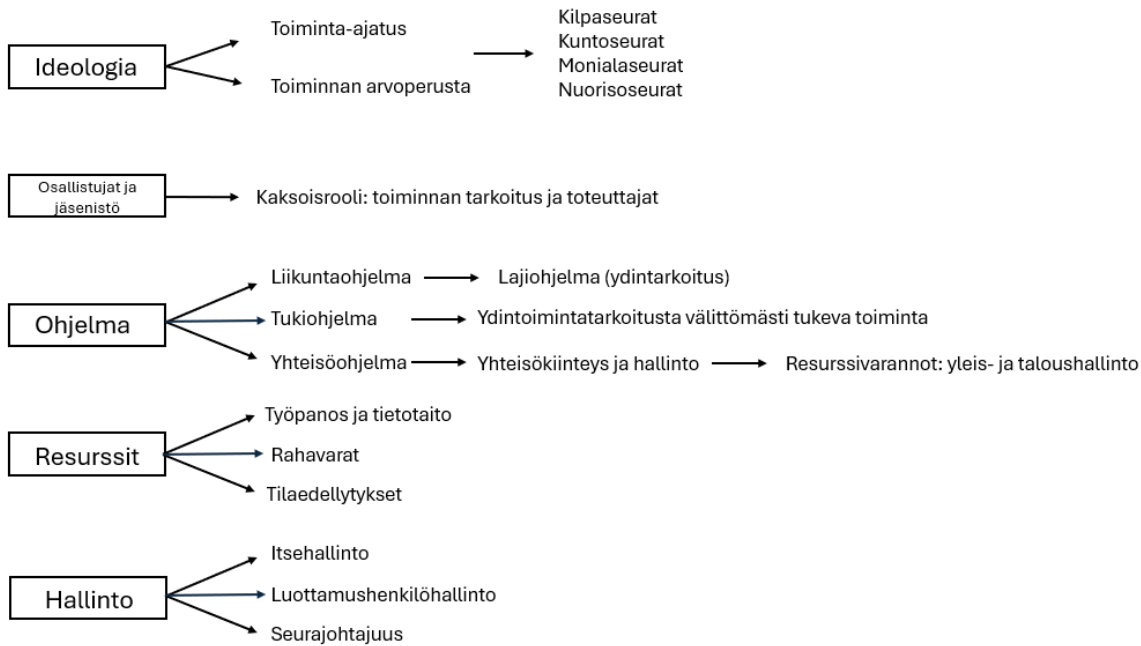 Ideologia
Toiminta-ajatus
Toiminnan arvoperusta
Kilpaseurat
Kuntoseurat
Monialaseurat
Nuorisoseurat
Osallistujat ja
jäsenistö
Kaksoisrooli: toiminnan tarkoitus ja toteuttajat
Ohjelma
Liikuntaohjelma
Lajiohjelma (ydintarkoitus)
Tukiohjelma
Ydintoimintatarkoitusta välittömästi tukeva toiminta
Yhteisöohjelma
Yhteisökiinteys ja hallinto
Resurssivarannot: yleis- ja taloushallinto
Resurssit
Työpanos ja tietotaito
Rahavarat
Tilaedellytykset
Hallinto
Itsehallinto
Luottamushenkilöhallinto
Seurajohtajuus